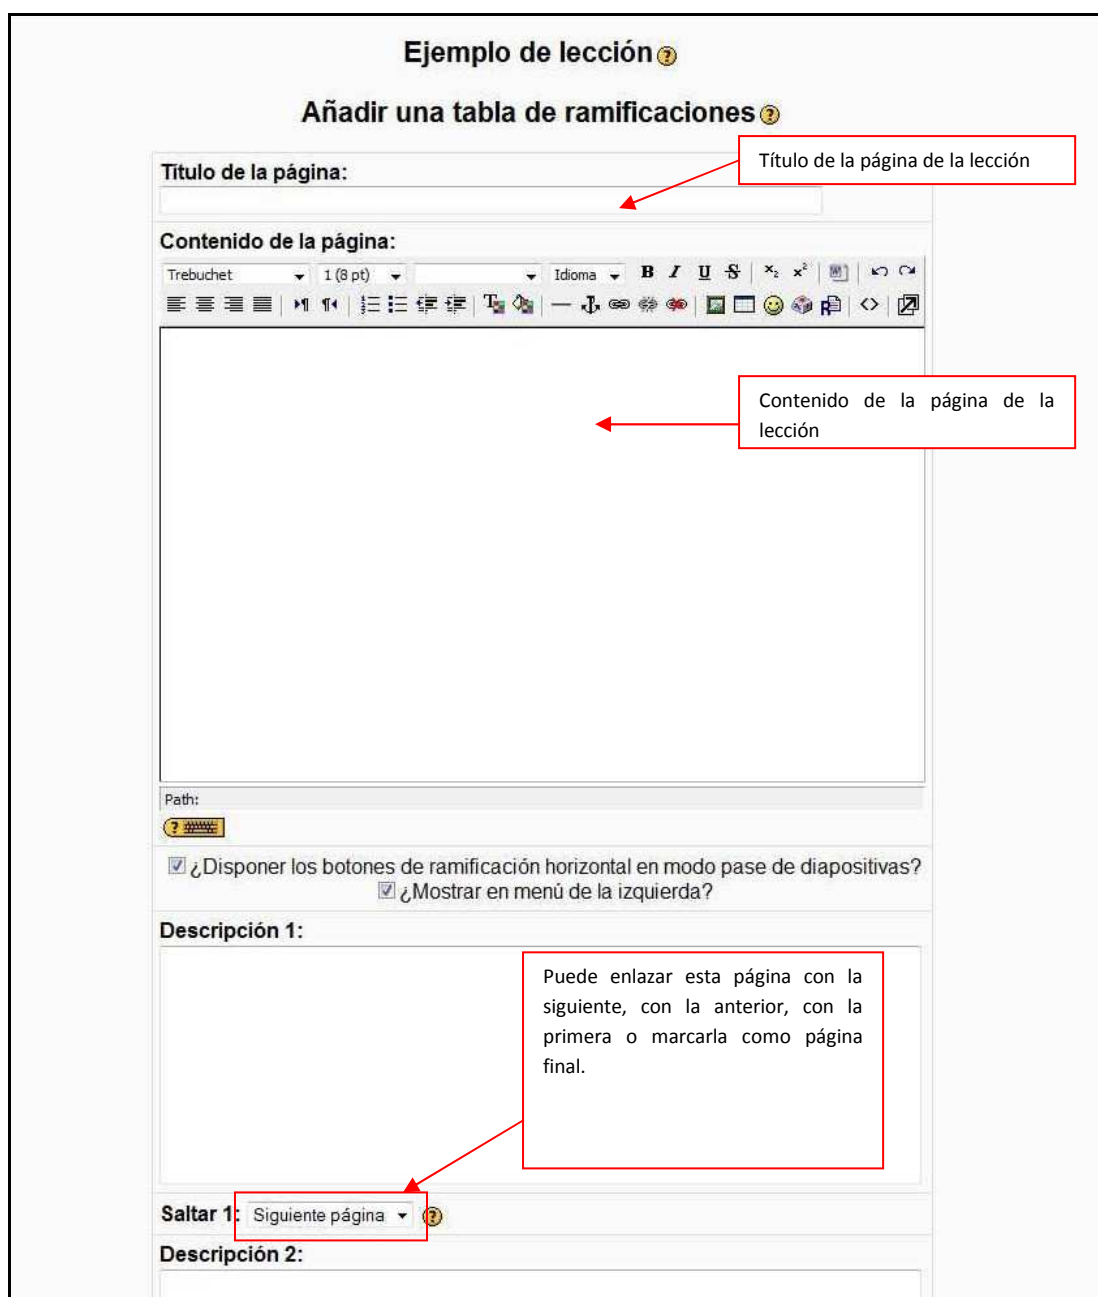 Ejemplo de lección
Añadir una tabla de ramificaciones
Título de la página de la lección
Título de la página:
Contenido de la página:
Trebuchet 1 (8 pt) Idioma B I U S x₂ x²
Contenido de la página de la
lección
Path:
¿Disponer los botones de ramificación horizontal en modo pase de diapositivas?
¿Mostrar en menú de la izquierda?
Descripción 1:
Puede enlazar esta página con la
siguiente, con la anterior, con la
primera o marcarla como página
final.
Saltar 1: Siguiente página
Descripción 2: